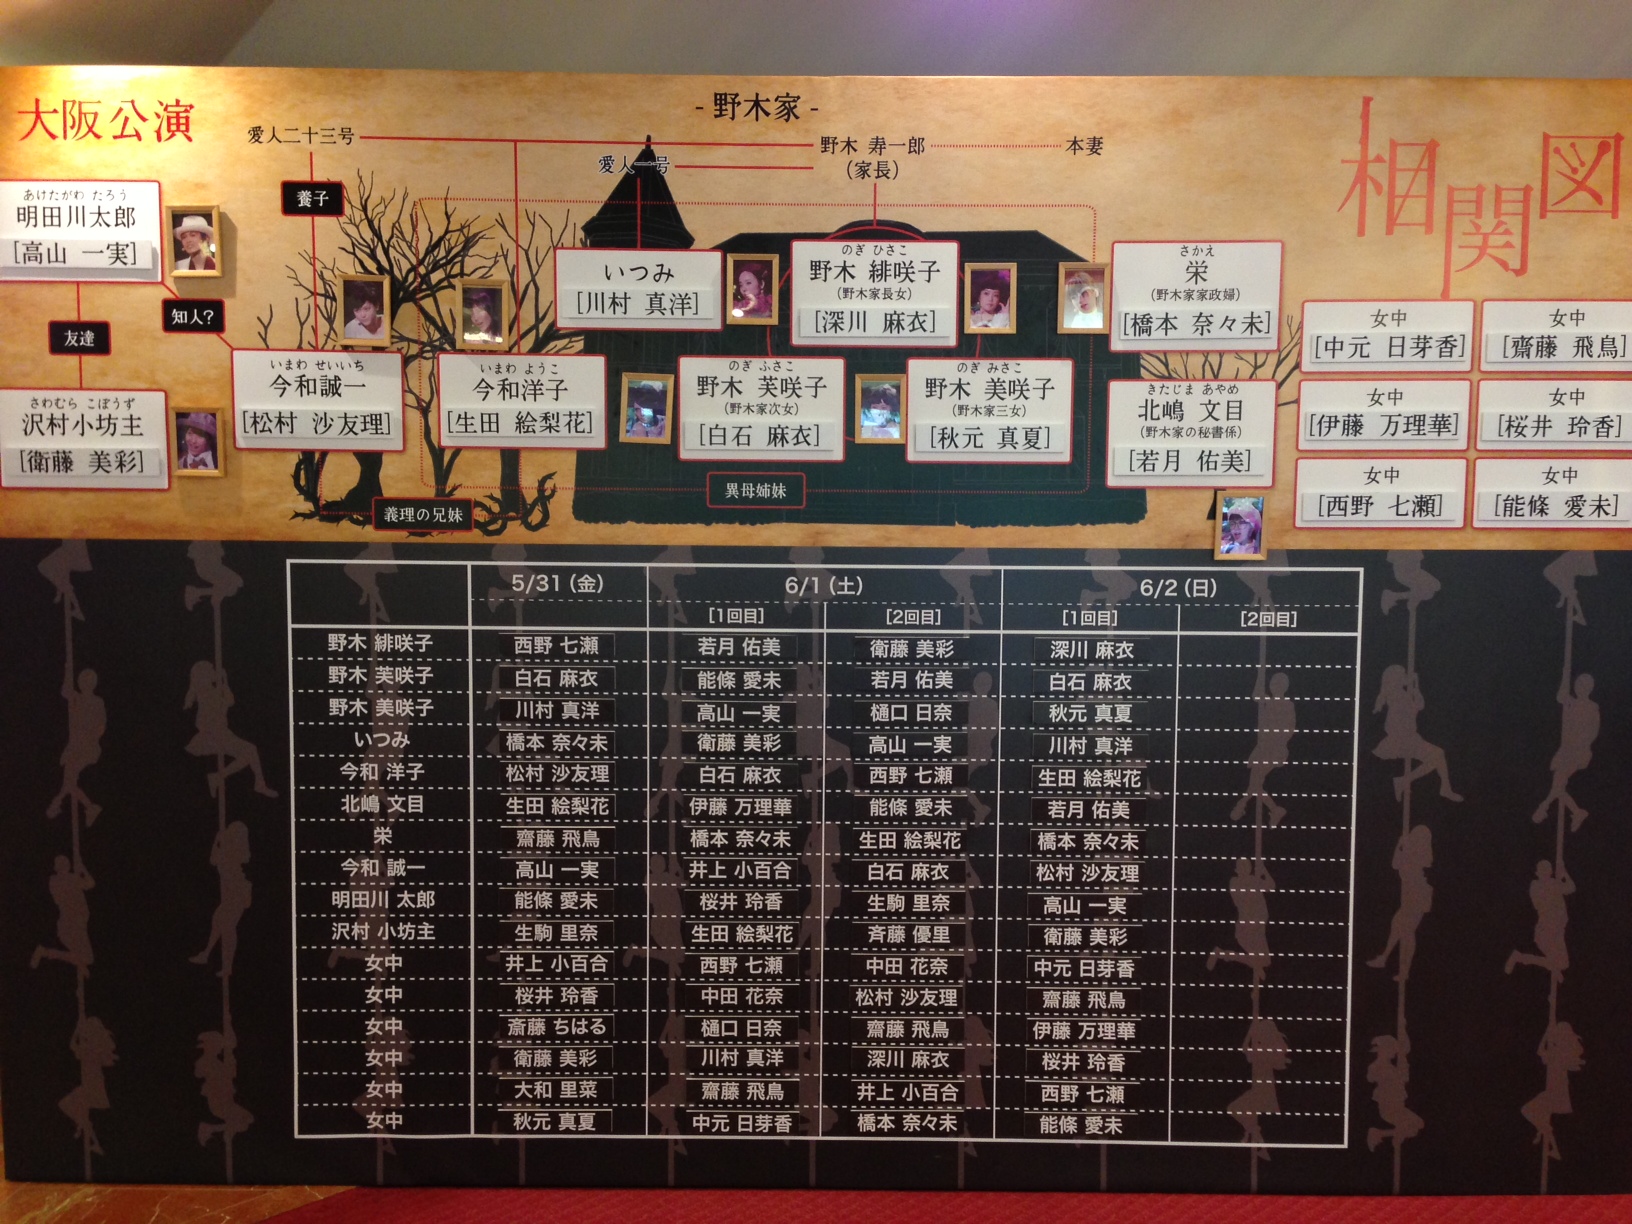 大阪公演
- 野木家 -
相関図
愛人二十三号
野木 寿一郎
(家長)
本妻
愛人一号
養子
あけたがわ たろう
明田川太郎
[高山 一実]
知人?
友達
さわむら こぼうず
沢村小坊主
[衛藤 美彩]
いまわ せいいち
今和誠一
[松村 沙友理]
いまわ ようこ
今和洋子
[生田 絵梨花]
義理の兄妹
いつみ
[川村 真洋]
のぎ ひさこ
野木 緋咲子
(野木家長女)
[深川 麻衣]
のぎ ふさこ
野木 芙咲子
(野木家次女)
[白石 麻衣]
のぎ みさこ
野木 美咲子
(野木家三女)
[秋元 真夏]
異母姉妹
さかえ
栄
(野木家家政婦)
[橋本 奈々未]
きたじま あやめ
北嶋 文目
(野木家の秘書係)
[若月 佑美]
女中
[中元 日芽香]
女中
[齋藤 飛鳥]
女中
[伊藤 万理華]
女中
[桜井 玲香]
女中
[西野 七瀬]
女中
[能條 愛未]
5/31 (金) 6/1 (土) 6/2 (日)
[1回目] [2回目] [1回目] [2回目]
野木 緋咲子 西野 七瀬 若月 佑美 衛藤 美彩 深川 麻衣
野木 芙咲子 白石 麻衣 能條 愛未 若月 佑美 白石 麻衣
野木 美咲子 川村 真洋 高山 一実 樋口 日奈 秋元 真夏
いつみ 橋本 奈々未 衛藤 美彩 高山 一実 川村 真洋
今和 洋子 松村 沙友理 白石 麻衣 西野 七瀬 生田 絵梨花
北嶋 文目 生田 絵梨花 伊藤 万理華 能條 愛未 若月 佑美
栄 齋藤 飛鳥 橋本 奈々未 生田 絵梨花 橋本 奈々未
今和 誠一 高山 一実 井上 小百合 白石 麻衣 松村 沙友理
明田川 太郎 能條 愛未 桜井 玲香 生駒 里奈 高山 一実
沢村 小坊主 生駒 里奈 生田 絵梨花 斉藤 優里 衛藤 美彩
女中 井上 小百合 西野 七瀬 中田 花奈 中元 日芽香
女中 桜井 玲香 中田 花奈 松村 沙友理 齋藤 飛鳥
女中 斎藤 ちはる 樋口 日奈 齋藤 飛鳥 伊藤 万理華
女中 衛藤 美彩 川村 真洋 深川 麻衣 桜井 玲香
女中 大和 里菜 齋藤 飛鳥 井上 小百合 西野 七瀬
女中 秋元 真夏 中元 日芽香 橋本 奈々未 能條 愛未